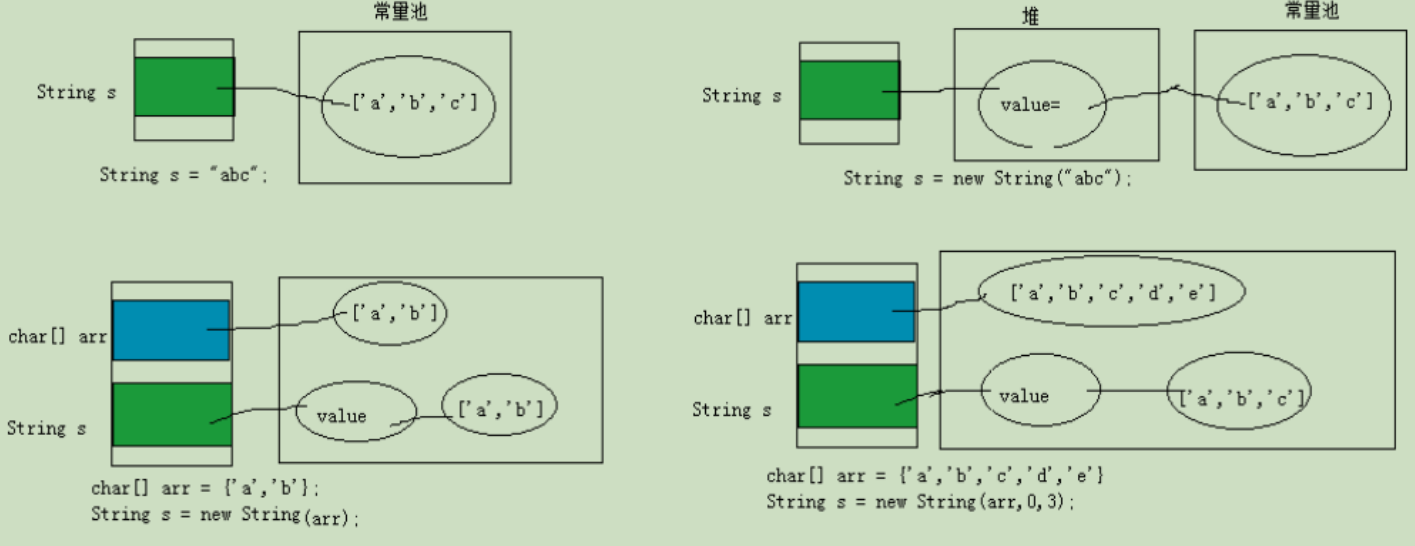 常量池
String s
['a','b','c']
String s = "abc";
堆
常量池
String s
value=
['a','b','c']
String s = new String("abc");
char[] arr
['a','b']
String s
value
['a','b']
char[] arr = {'a','b'};
String s = new String(arr);
char[] arr
['a','b','c','d','e']
String s
value
['a','b','c']
char[] arr = {'a','b','c','d','e'}
String s = new String(arr,0,3);